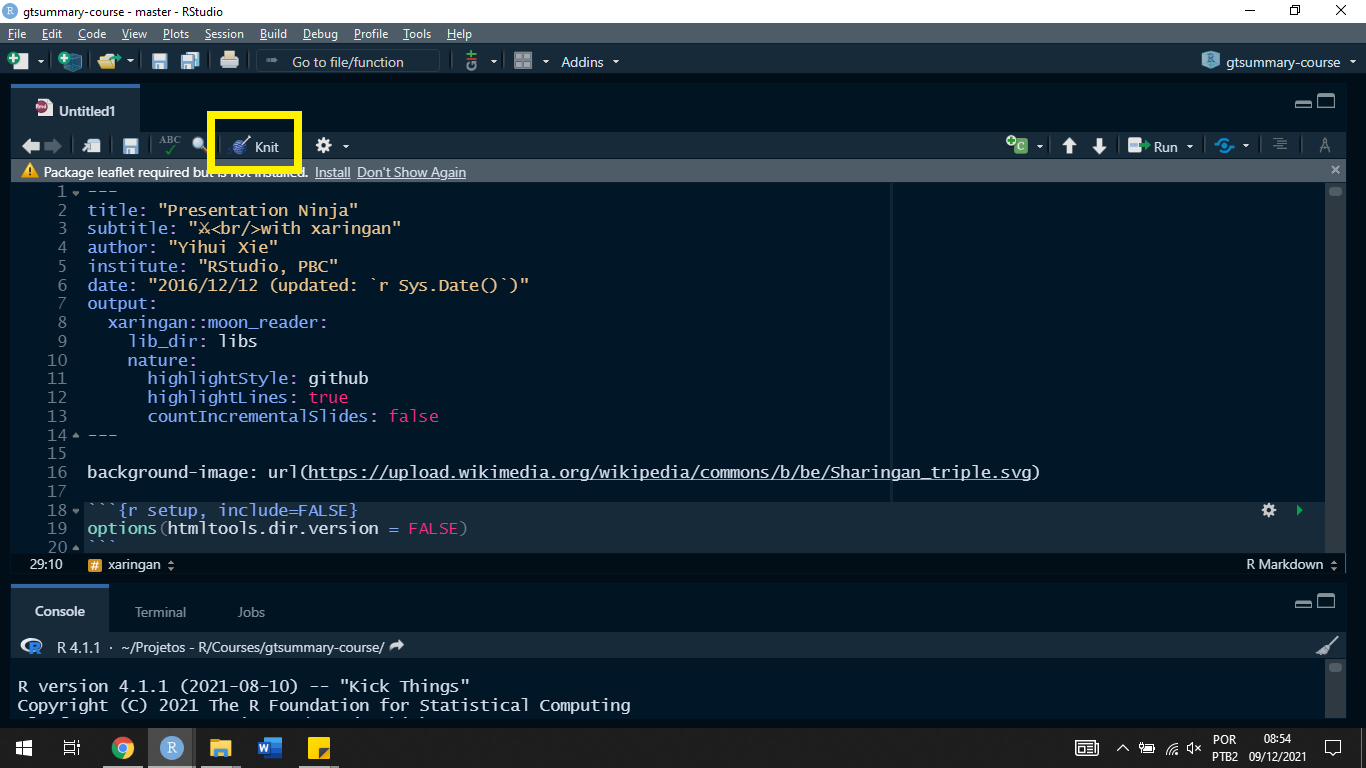 gtsummary-course - master - RStudio
File Edit Code View Plots Session Build Debug Profile Tools Help
Go to file/function Addins gtsummary-course
Untitled1
ABC Knit Run
Package leaflet required but is not installed. Install Don't Show Again
1 ---
2 title: "Presentation Ninja"
3 subtitle: "⚔<br/>with xaringan"
4 author: "Yihui Xie"
5 institute: "RStudio, PBC"
6 date: "2016/12/12 (updated: `r Sys.Date()`)"
7 output:
8   xaringan::moon_reader:
9     lib_dir: libs
10     nature:
11       highlightStyle: github
12       highlightLines: true
13       countIncrementalSlides: false
14 ---
15
16 background-image: url(https://upload.wikimedia.org/wikipedia/commons/b/be/Sharingan_triple.svg)
17
18 ```{r setup, include=FALSE}
19 options(htmltools.dir.version = FALSE)
20 ```
29:10 # xaringan R Markdown
Console Terminal Jobs
R 4.1.1 · ~/Projetos - R/Courses/gtsummary-course/
R version 4.1.1 (2021-08-10) -- "Kick Things"
Copyright (C) 2021 The R Foundation for Statistical Computing
POR 08:54
PTB2 09/12/2021